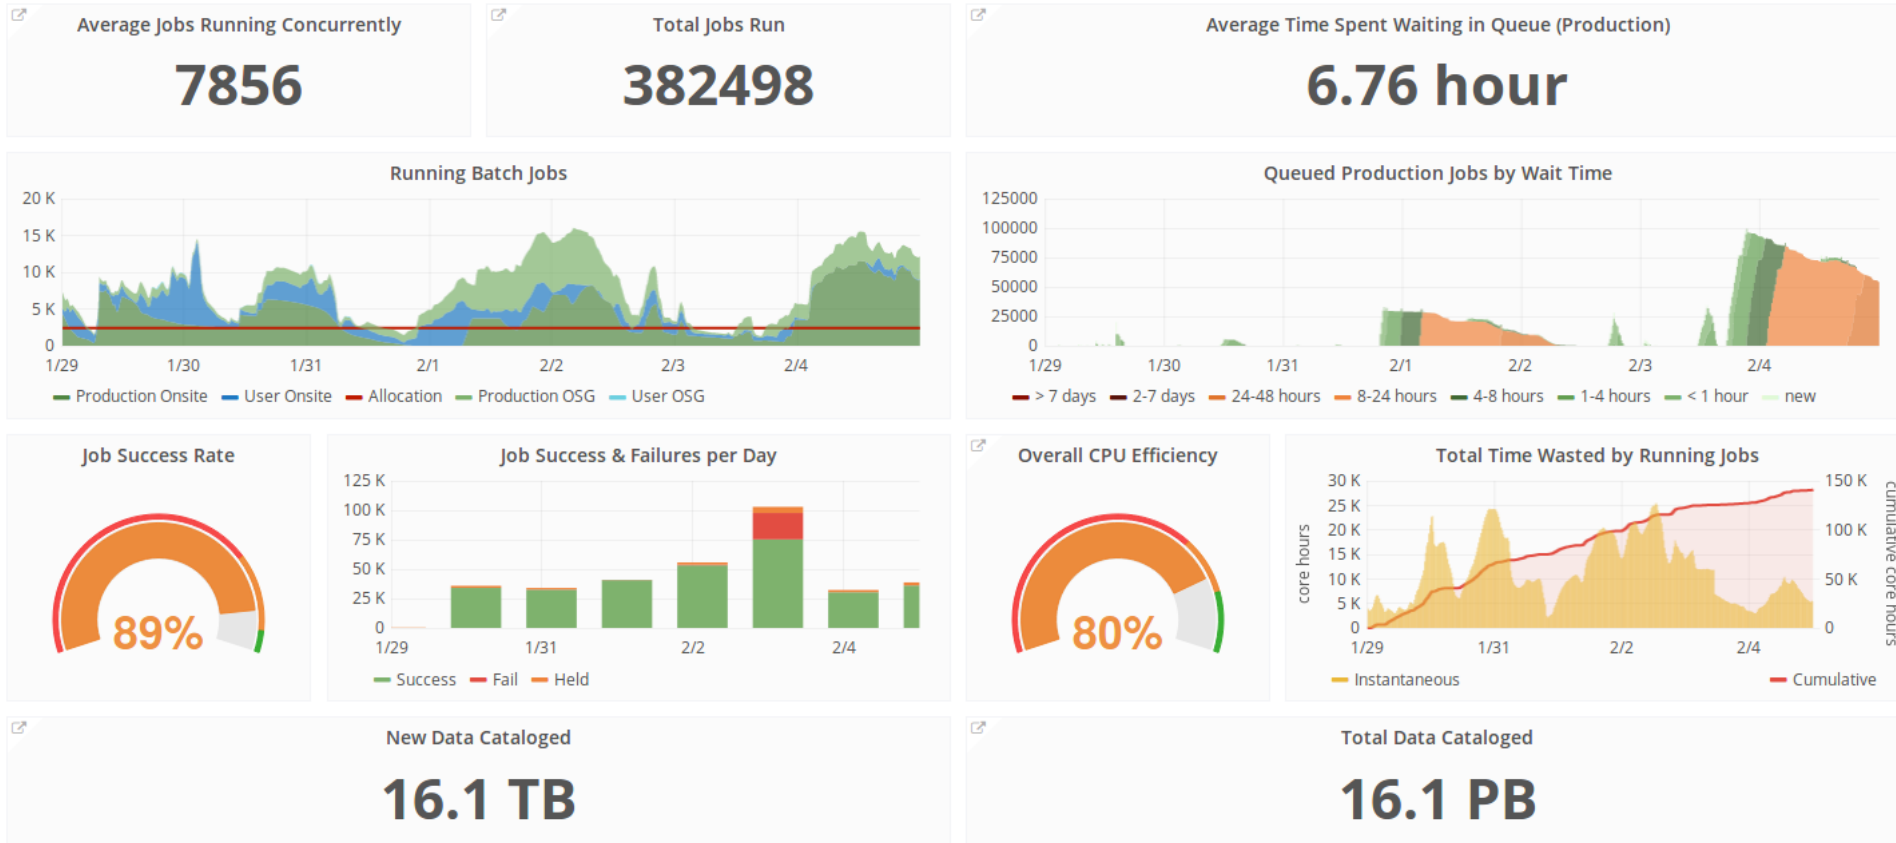 Average Jobs Running Concurrently
7856
Total Jobs Run
382498
Average Time Spent Waiting in Queue (Production)
6.76 hour
Running Batch Jobs
20 K
15 K
10 K
5 K
0
1/29 1/30 1/31 2/1 2/2 2/3 2/4
Production Onsite User Onsite Allocation Production OSG User OSG
Queued Production Jobs by Wait Time
125000
100000
75000
50000
25000
0
1/29 1/30 1/31 2/1 2/2 2/3 2/4
> 7 days 2-7 days 24-48 hours 8-24 hours 4-8 hours 1-4 hours < 1 hour new
Job Success Rate
89%
Job Success & Failures per Day
125 K
100 K
75 K
50 K
25 K
0
1/29 1/31 2/2 2/4
Success Fail Held
Overall CPU Efficiency
80%
Total Time Wasted by Running Jobs
core hours
30 K
25 K
20 K
15 K
10 K
5 K
0
150 K
100 K
50 K
0
cumulative core hours
1/29 1/31 2/2 2/4
Instantaneous Cumulative
New Data Cataloged
16.1 TB
Total Data Cataloged
16.1 PB